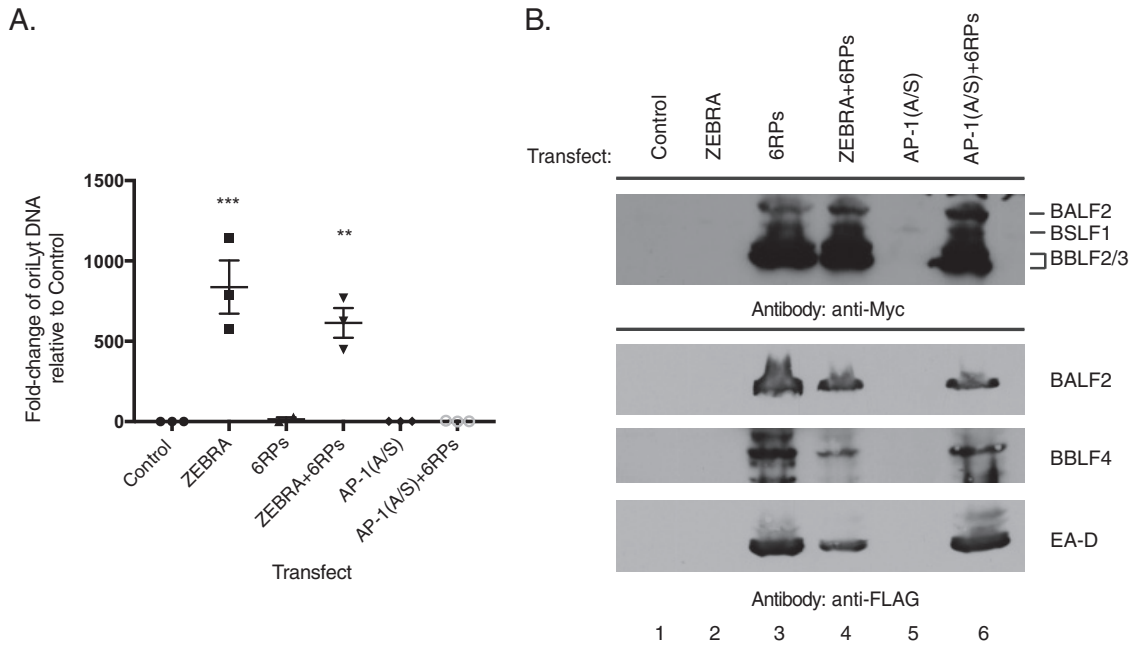 A.
Fold-change of oriLyt DNA
relative to Control
1500
1000
500
0
***
**
Control
ZEBRA
6RPs
ZEBRA+6RPs
AP-1(A/S)
AP-1(A/S)+6RPs
Transfect
B.
Transfect:
Control
ZEBRA
6RPs
ZEBRA+6RPs
AP-1(A/S)
AP-1(A/S)+6RPs
BALF2
BSLF1
BBLF2/3
Antibody: anti-Myc
BALF2
BBLF4
EA-D
Antibody: anti-FLAG
1 2 3 4 5 6